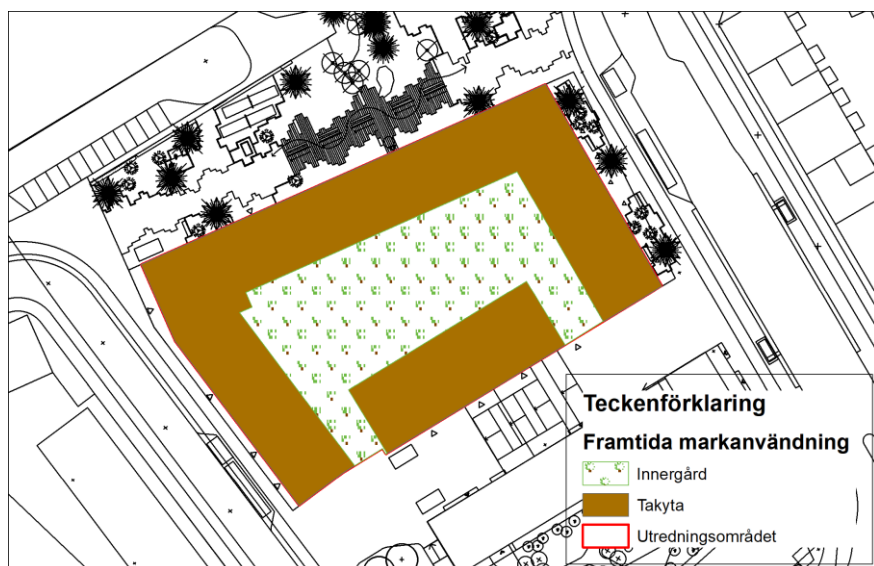 Teckenförklaring
Framtida markanvändning
Innergård
Takyta
Utredningsområdet